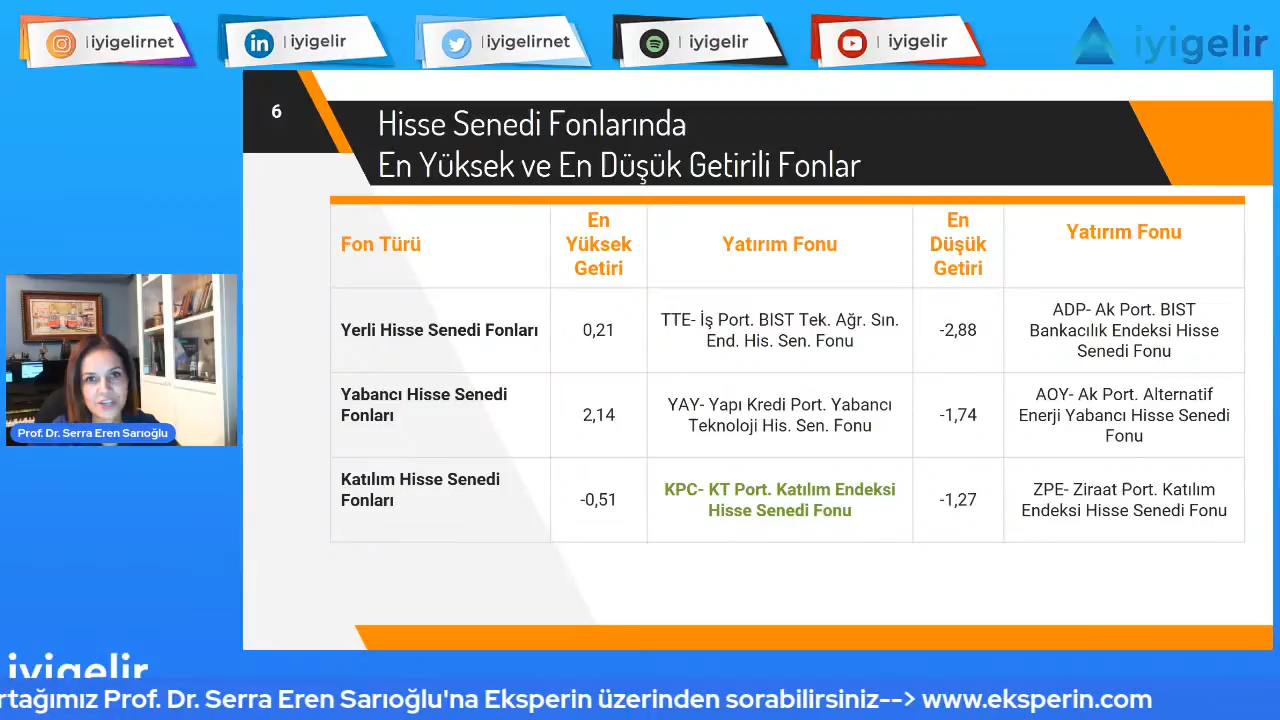 iyigelirnet
iyigelir
iyigelirnet
iyigelir
iyigelir
iyigelir
6
Hisse Senedi Fonlarında
En Yüksek ve En Düşük Getirili Fonlar
Fon Türü
En
Yüksek
Getiri
Yatırım Fonu
En
Düşük
Getiri
Yatırım Fonu
Yerli Hisse Senedi Fonları
0,21
TTE- İş Port. BIST Tek. Ağr. Sın.
End. His. Sen. Fonu
-2,88
ADP- Ak Port. BIST
Bankacılık Endeksi Hisse
Senedi Fonu
Yabancı Hisse Senedi
Fonları
2,14
YAY- Yapı Kredi Port. Yabancı
Teknoloji His. Sen. Fonu
-1,74
AOY- Ak Port. Alternatif
Enerji Yabancı Hisse Senedi
Fonu
Katılım Hisse Senedi
Fonları
-0,51
KPC- KT Port. Katılım Endeksi
Hisse Senedi Fonu
-1,27
ZPE- Ziraat Port. Katılım
Endeksi Hisse Senedi Fonu
Prof. Dr. Serra Eren Sarıoğlu
iyigelir
rtağımız Prof. Dr. Serra Eren Sarıoğlu'na Eksperin üzerinden sorabilirsiniz--> www.eksperin.com